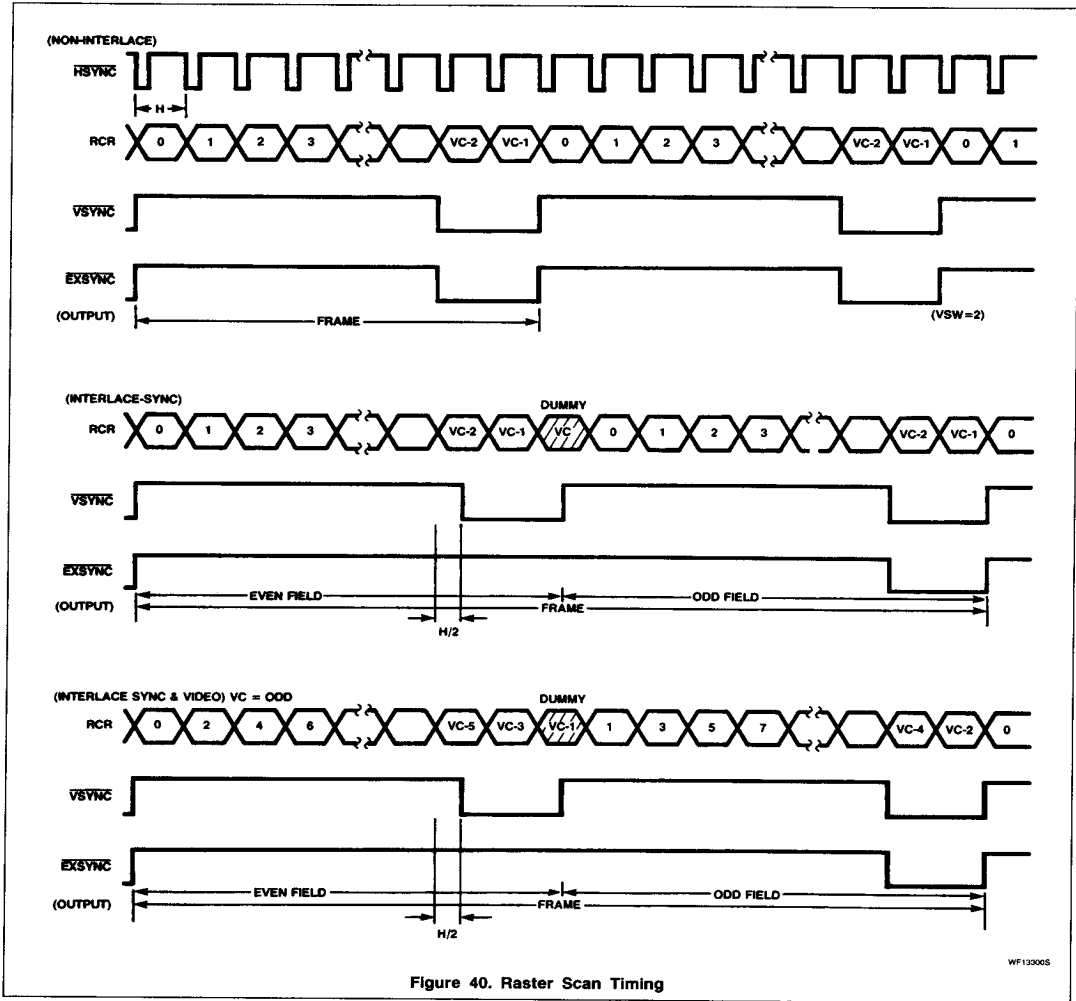 (NON-INTERLACE)
HSYNC
H
RCR 0 1 2 3 VC-2 VC-1 0 1 2 3 VC-2 VC-1 0 1
VSYNC
EXSYNC
(OUTPUT) FRAME (VSW=2)
(INTERLACE-SYNC) DUMMY
RCR 0 1 2 3 VC-2 VC-1 VC 0 1 2 3 VC-2 VC-1 0
VSYNC
EXSYNC
EVEN FIELD ODD FIELD
(OUTPUT) FRAME
H/2
(INTERLACE SYNC & VIDEO) VC = ODD DUMMY
RCR 0 2 4 6 VC-5 VC-3 VC-1 1 3 5 7 VC-4 VC-2 0
VSYNC
EXSYNC
EVEN FIELD ODD FIELD
(OUTPUT) FRAME
H/2
WF13300S
Figure 40. Raster Scan Timing